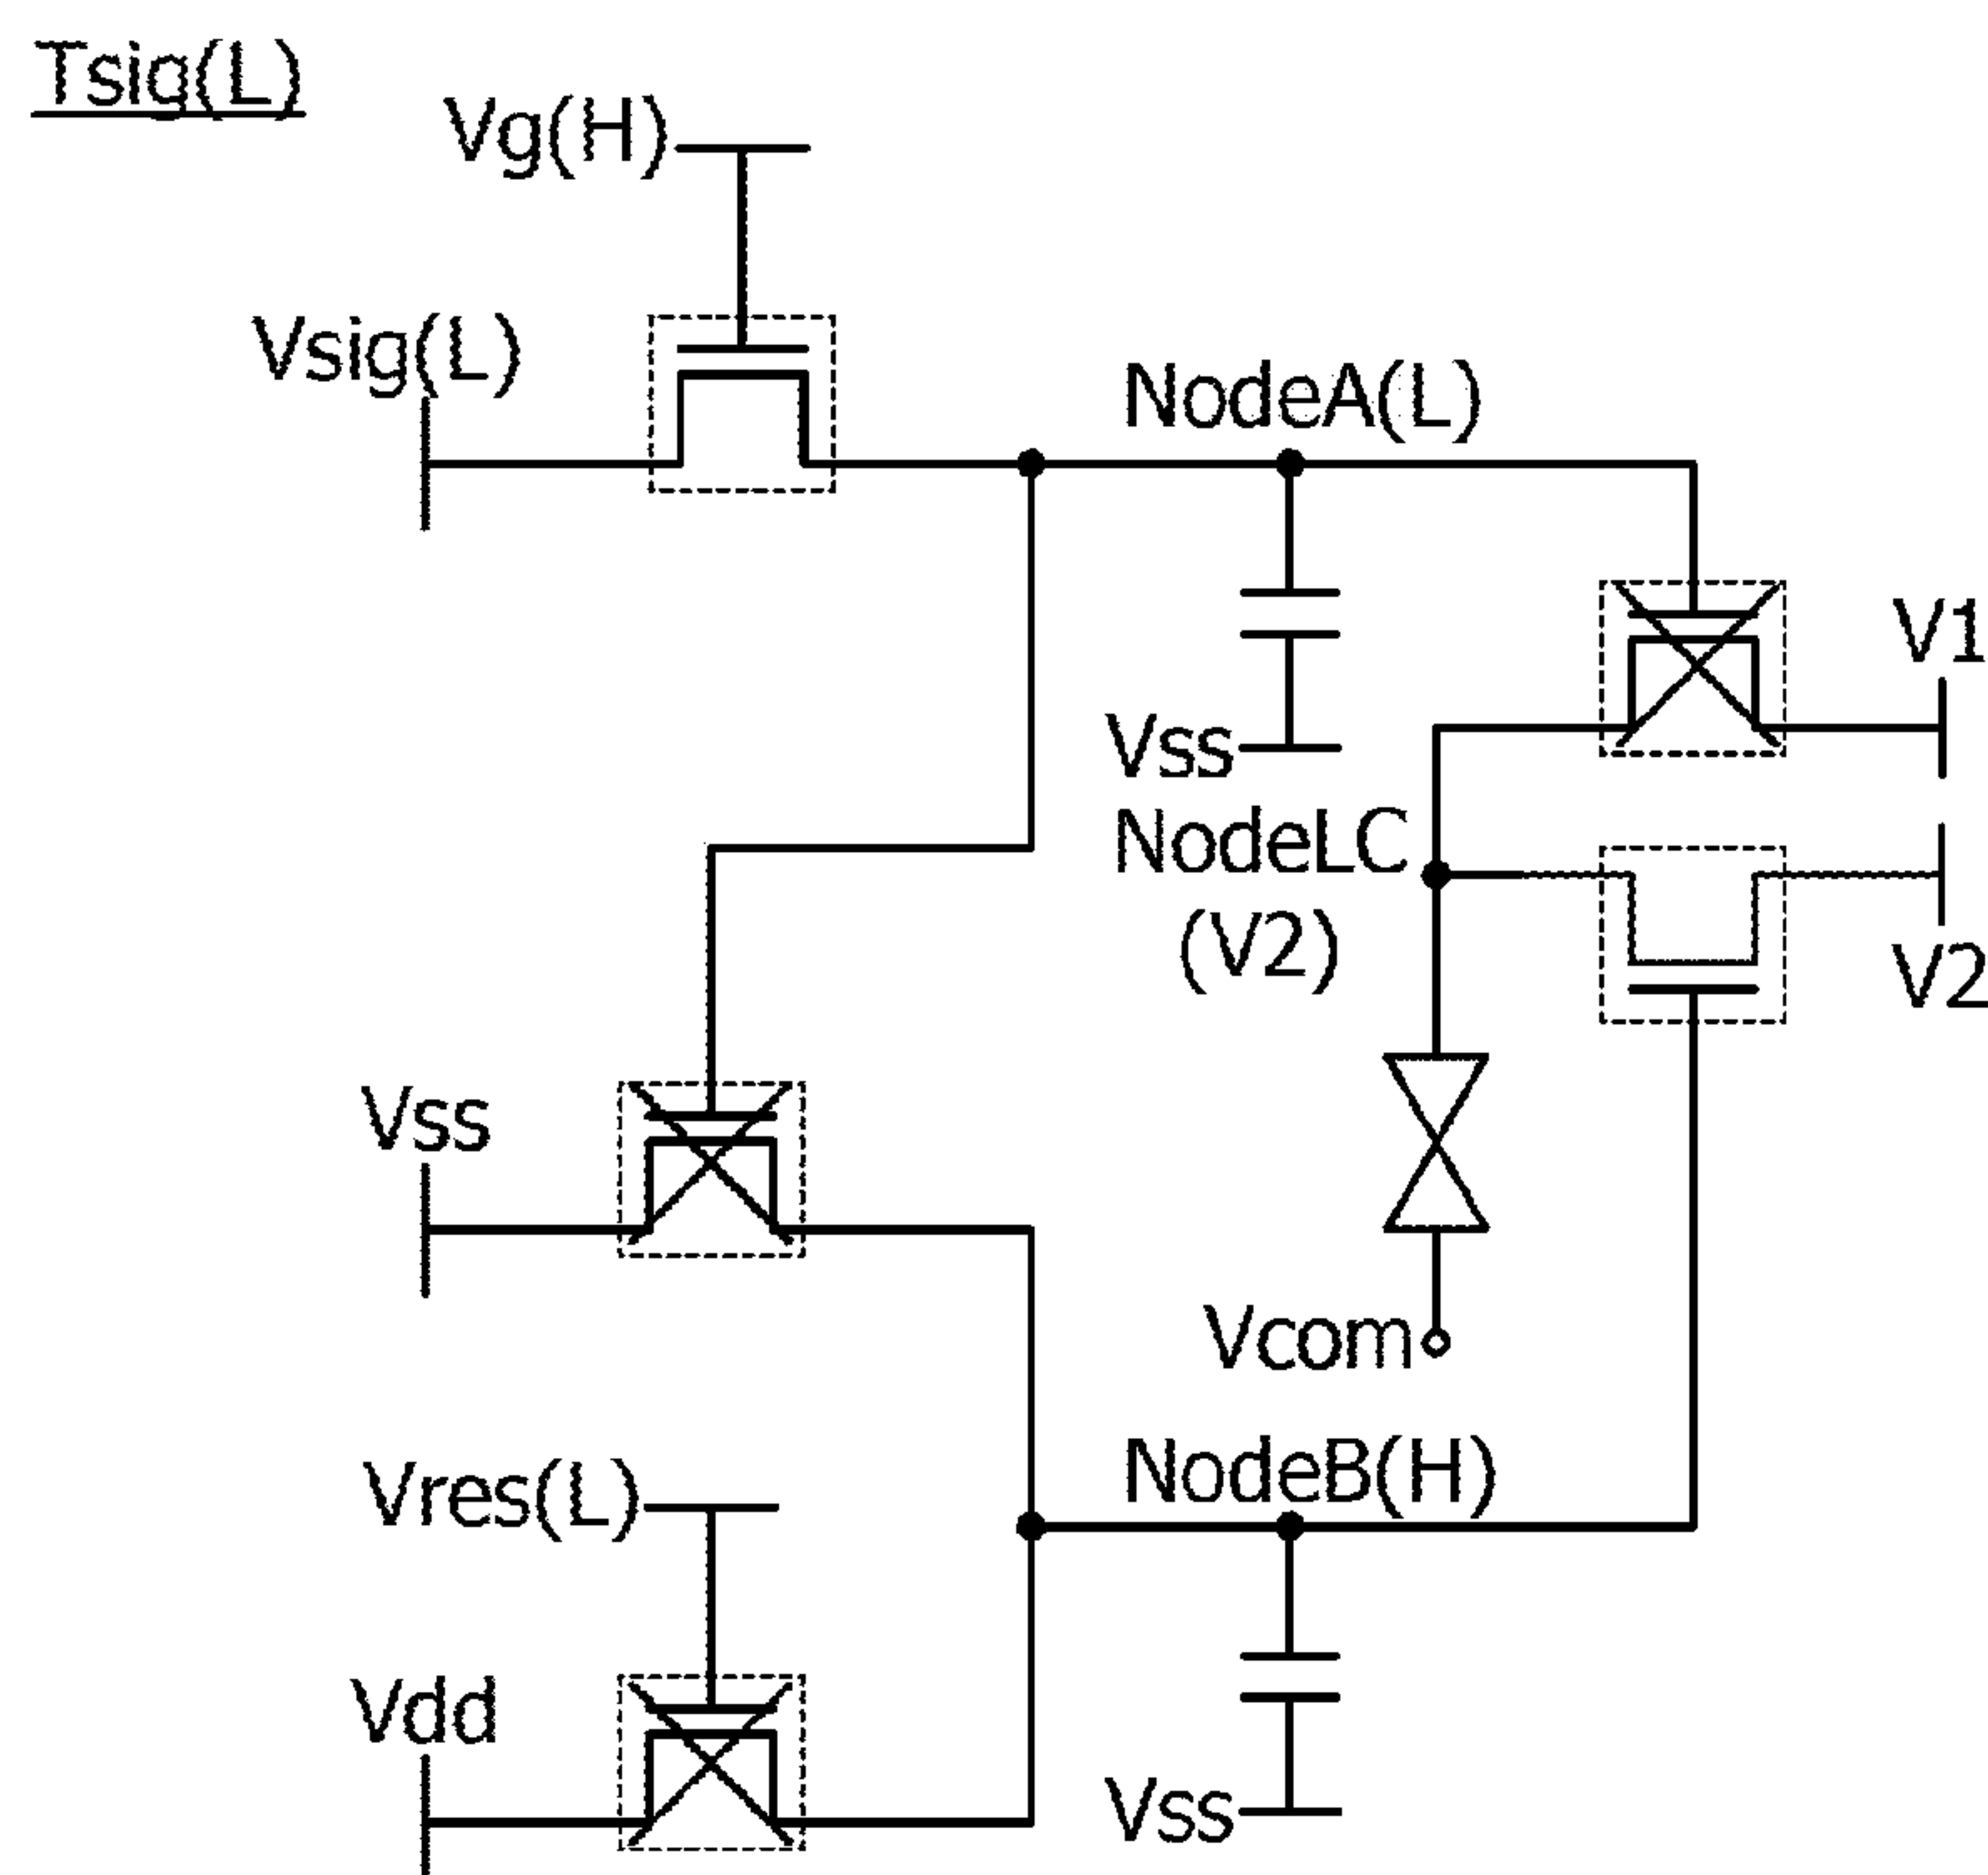 Tsig(L)
Vg(H)
Vsig(L)
NodeA(L)
V1
Vss
NodeLC
(V2)
V2
Vss
Vcom
NodeB(H)
Vres(L)
Vdd
Vss